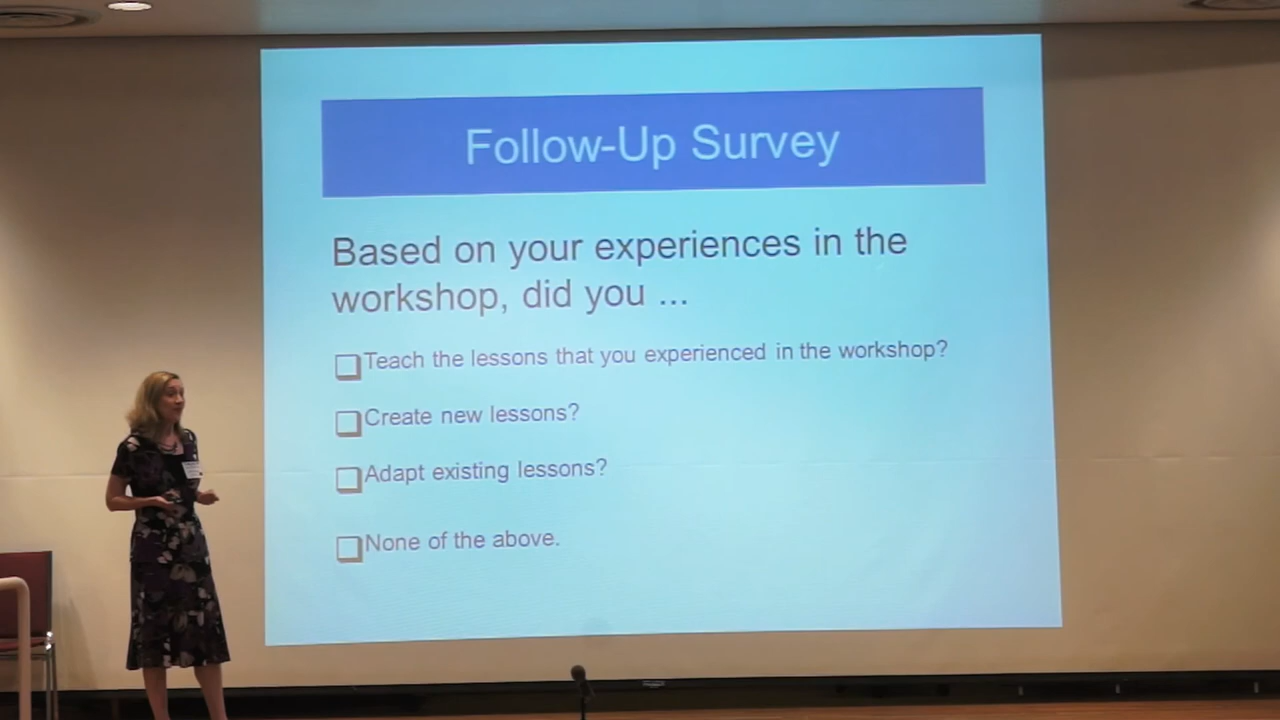 Follow-Up Survey
Based on your experiences in the
workshop, did you ...
Teach the lessons that you experienced in the workshop?
Create new lessons?
Adapt existing lessons?
None of the above.